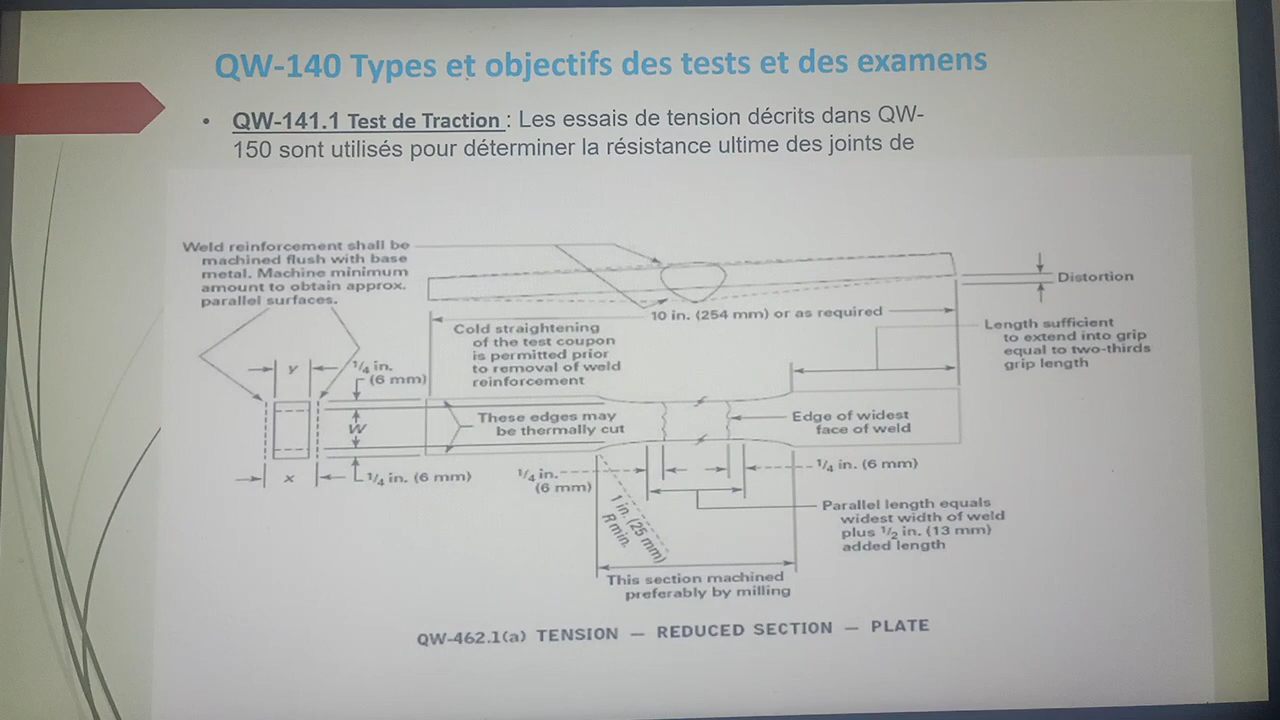 QW-140 Types et objectifs des tests et des examens
• QW-141.1 Test de Traction : Les essais de tension décrits dans QW-
150 sont utilisés pour déterminer la résistance ultime des joints de
Weld reinforcement shall be
machined flush with base
metal. Machine minimum
amount to obtain approx.
parallel surfaces.
Distortion
10 in. (254 mm) or as required
Cold straightening
of the test coupon
is permitted prior
to removal of weld
reinforcement
Length sufficient
to extend into grip
equal to two-thirds
grip length
y
1/4 in.
(6 mm)
W
These edges may
be thermally cut
Edge of widest
face of weld
x
1/4 in. (6 mm)
1/4 in.
(6 mm)
1/4 in. (6 mm)
1 in. (25 mm)
R min.
Parallel length equals
widest width of weld
plus 1/2 in. (13 mm)
added length
This section machined
preferably by milling
QW-462.1(a) TENSION — REDUCED SECTION — PLATE